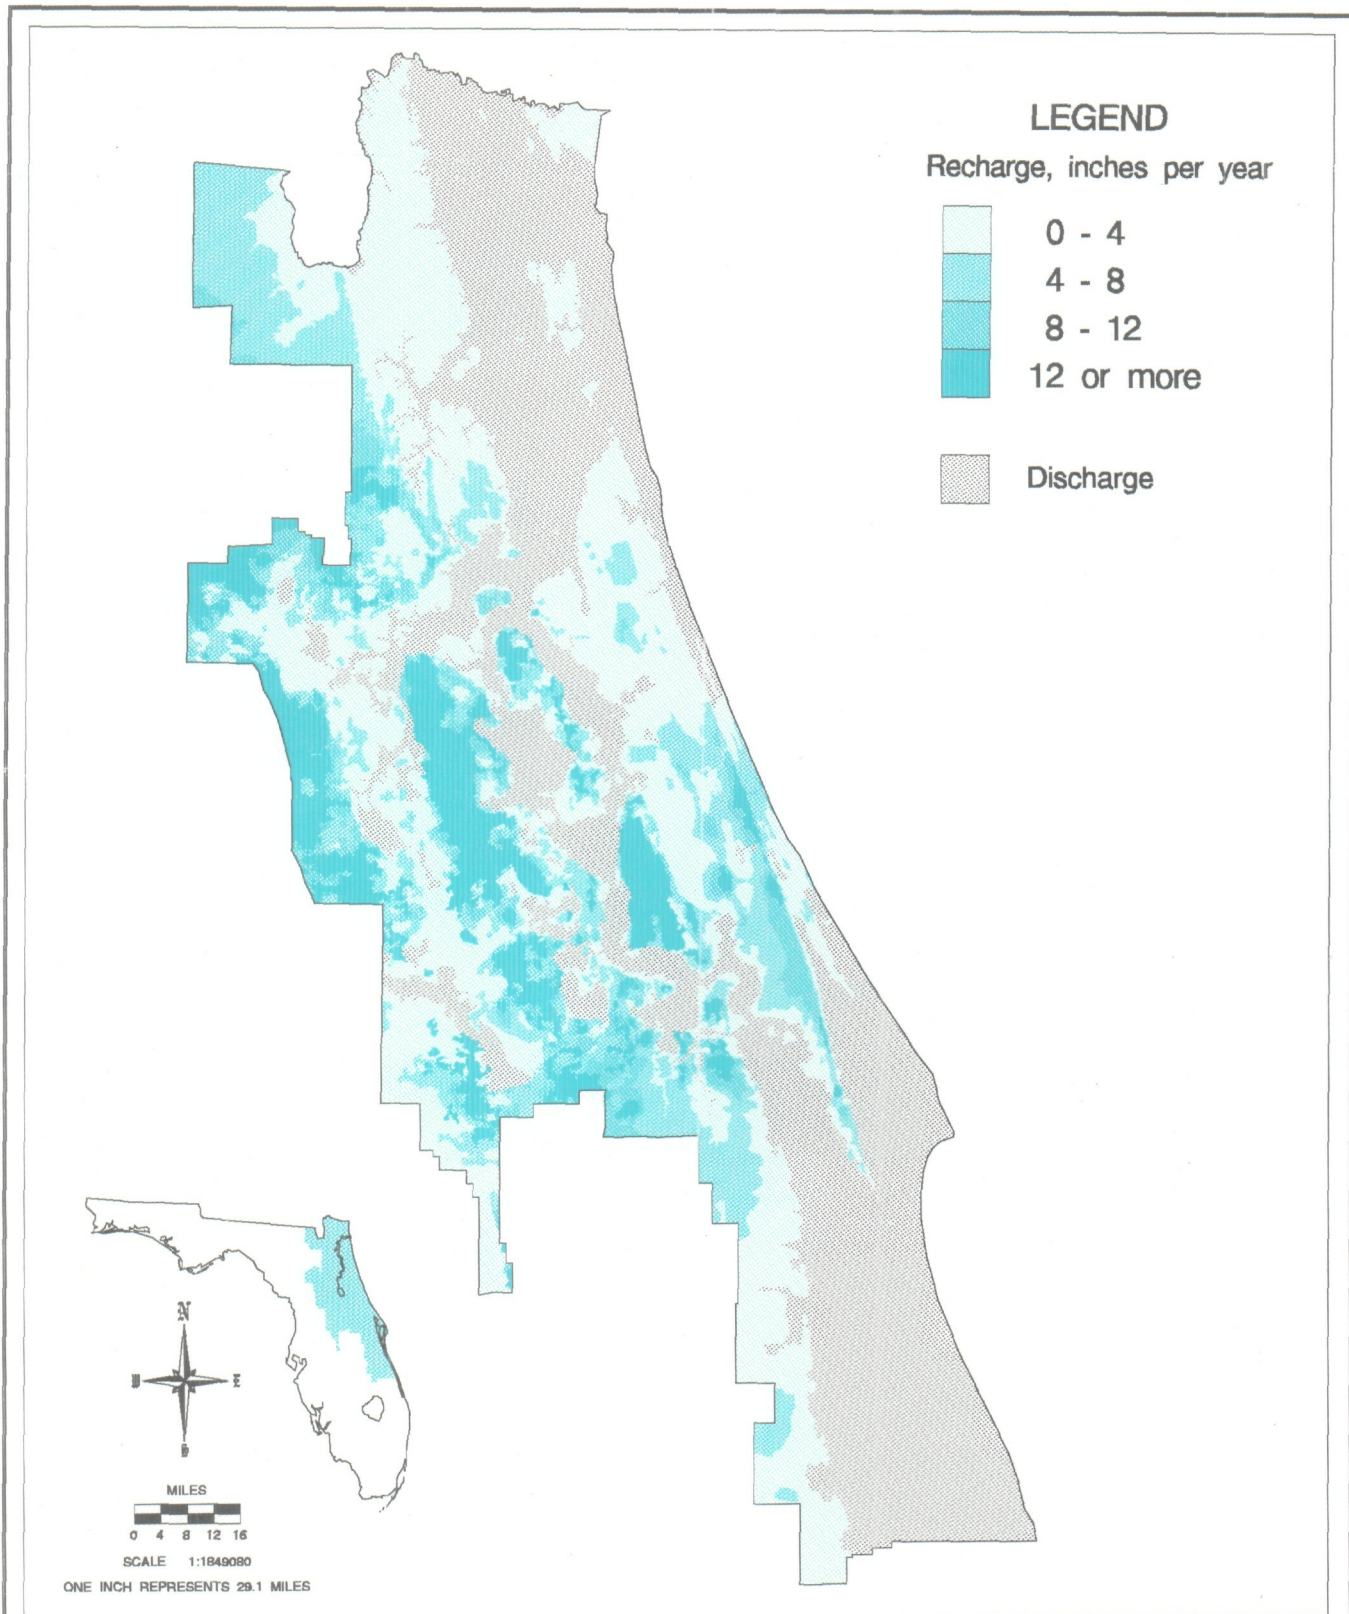 LEGEND
Recharge, inches per year
0 - 4
4 - 8
8 - 12
12 or more
Discharge
N
W E
S
MILES
0 4 8 12 16
SCALE 1:1849080
ONE INCH REPRESENTS 29.1 MILES